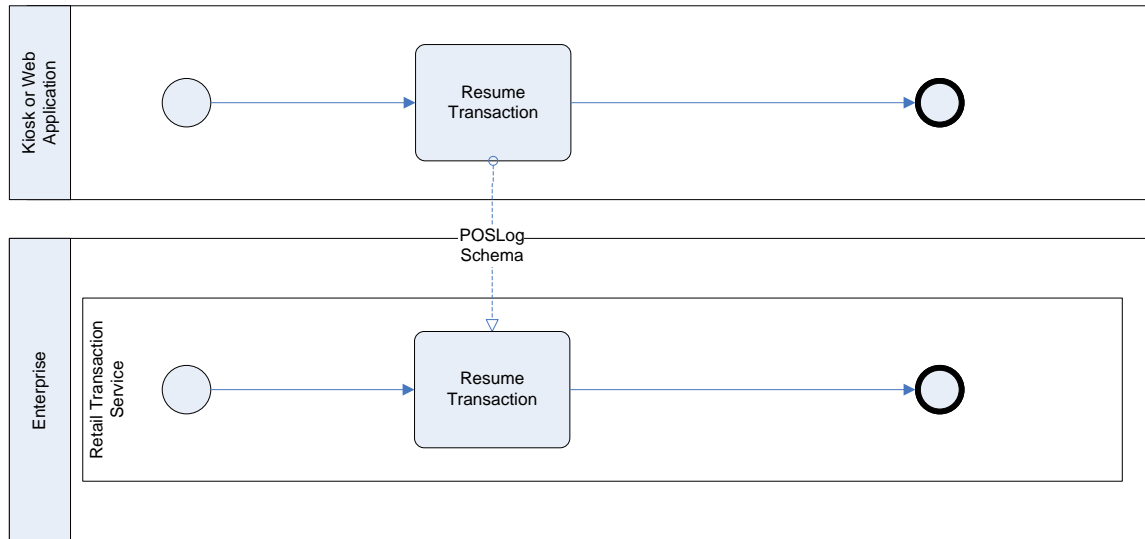 Kiosk or Web
Application
Resume
Transaction
POSLog
Schema
Enterprise
Retail Transaction
Service
Resume
Transaction